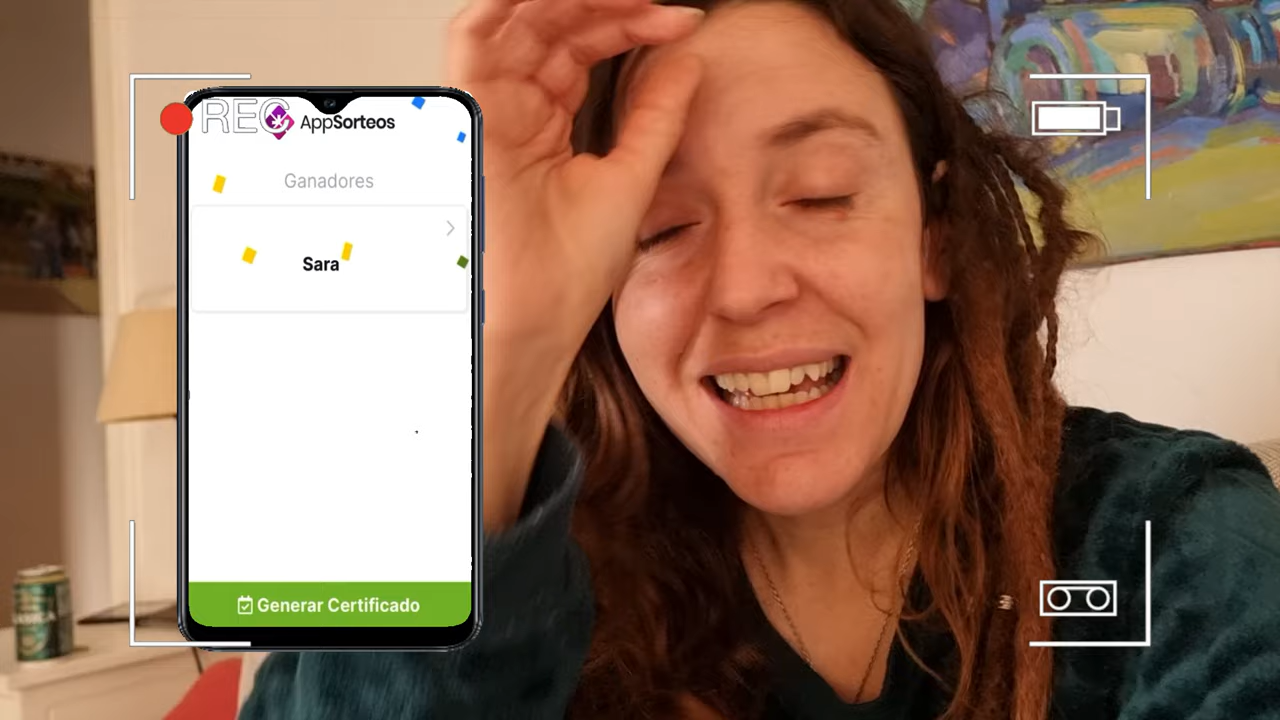 REC
AppSorteos
Ganadores
Sara
Generar Certificado